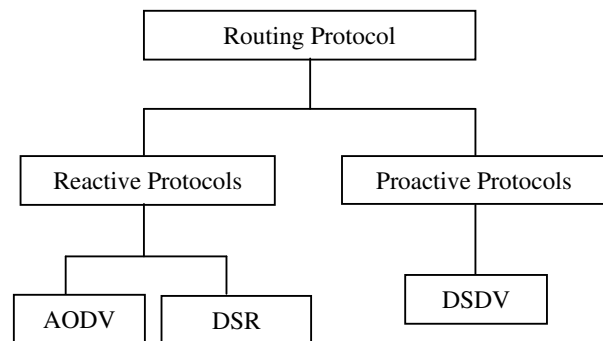 Routing Protocol
Reactive Protocols
Proactive Protocols
AODV
DSR
DSDV